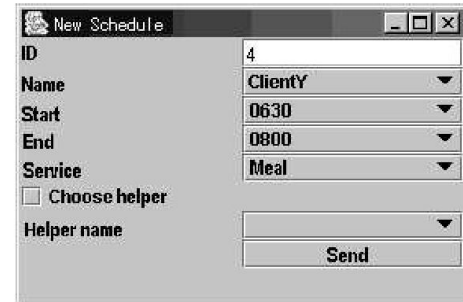 New Schedule
ID 4
Name ClientY
Start 0630
End 0800
Service Meal
Choose helper
Helper name
Send